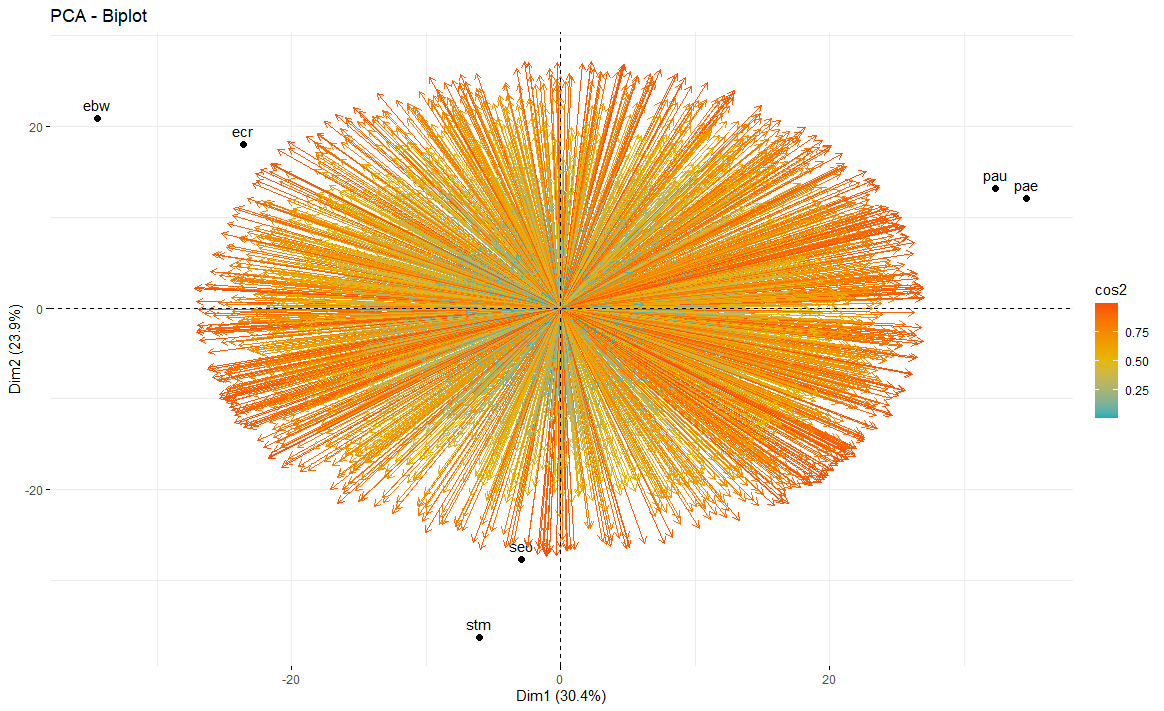 PCA - Biplot
ebw
ecr
pau
pae
seo
stm
20
0
-20
Dim2 (23.9%)
-20
0
20
Dim1 (30.4%)
cos2
0.75
0.50
0.25